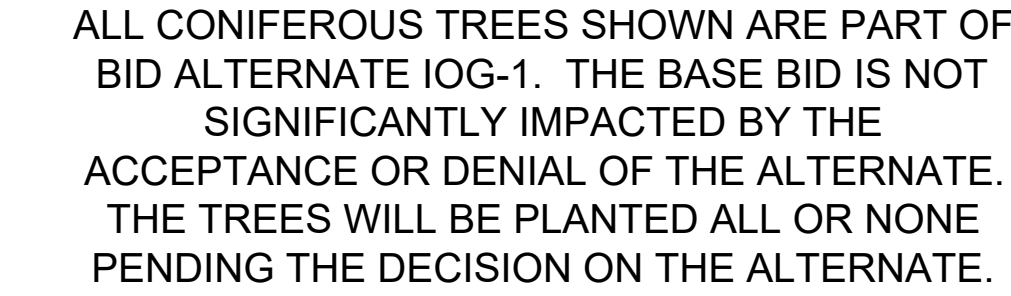 ALL CONIFEROUS TREES SHOWN ARE PART OF
BID ALTERNATE IOG-1.  THE BASE BID IS NOT
SIGNIFICANTLY IMPACTED BY THE
ACCEPTANCE OR DENIAL OF THE ALTERNATE.
THE TREES WILL BE PLANTED ALL OR NONE
PENDING THE DECISION ON THE ALTERNATE.